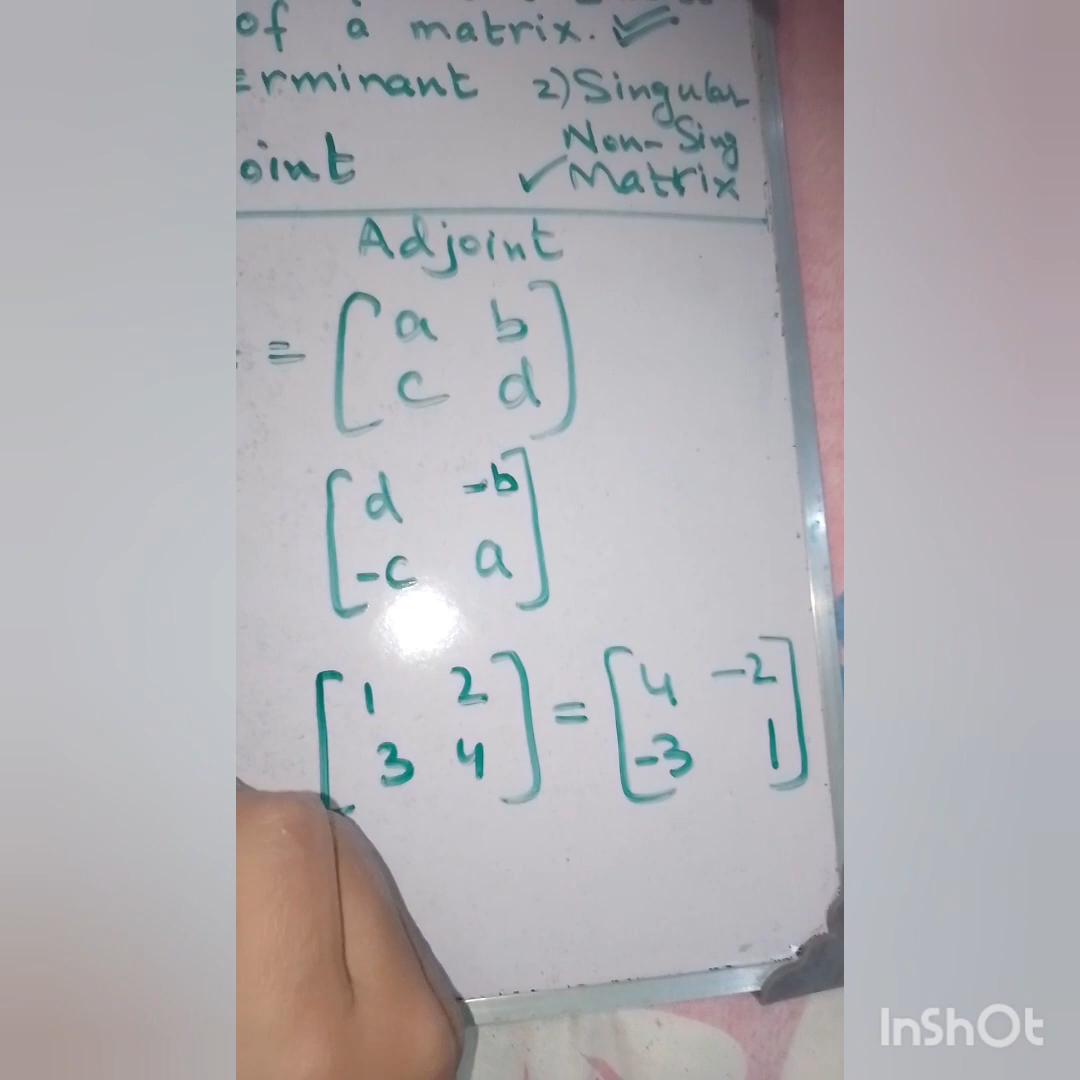 of a matrix.
erminant 2) Singular
Non-Sing
oint Matrix
Adjoint
= [ a b
c d ]
[ d -b
-c a ]
[ 1 2 = [ 4 -2
3 4 ] -3 1 ]
InShOt